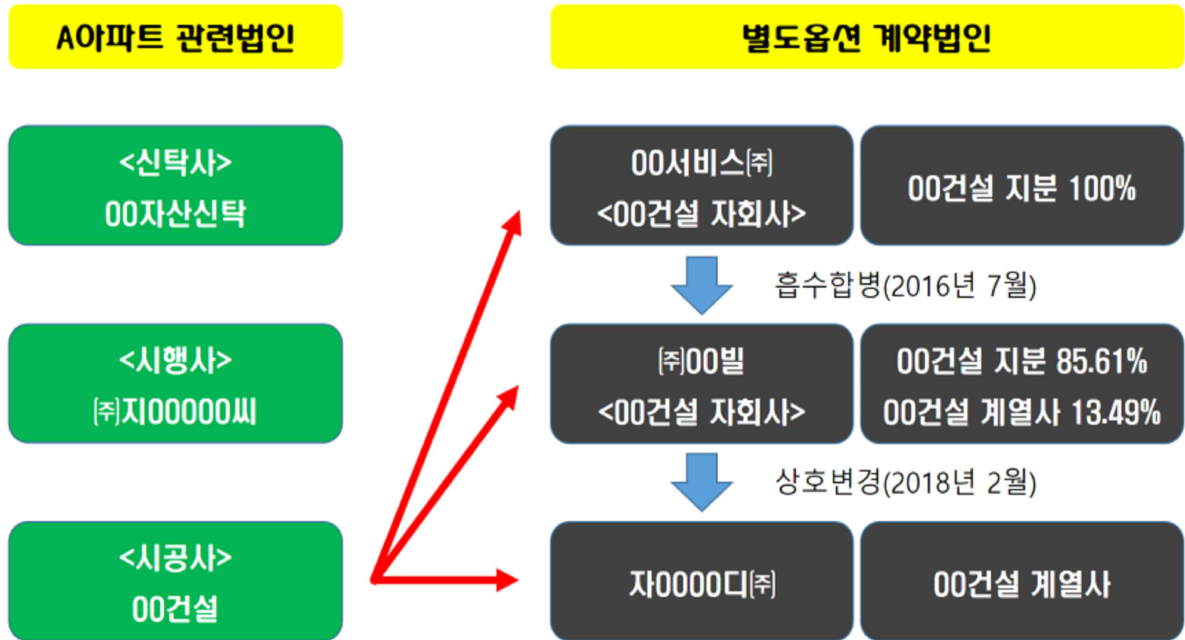 A아파트 관련법인
별도옵션 계약법인
<신탁사>
00자산신탁
00서비스㈜
<00건설 자회사>
00건설 지분 100%
흡수합병(2016년 7월)
<시행사>
㈜지00000씨
㈜00빌
<00건설 자회사>
00건설 지분 85.61%
00건설 계열사 13.49%
상호변경(2018년 2월)
<시공사>
00건설
자0000디㈜
00건설 계열사